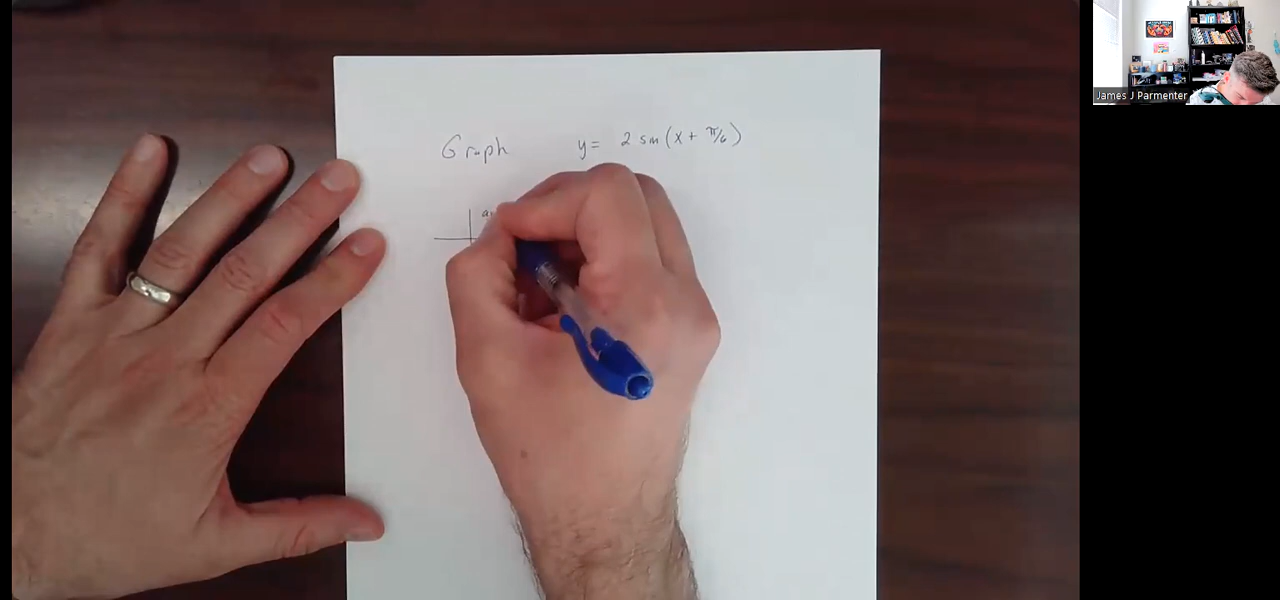 James J Parmenter
Graph y = 2 sin(x + π/6)